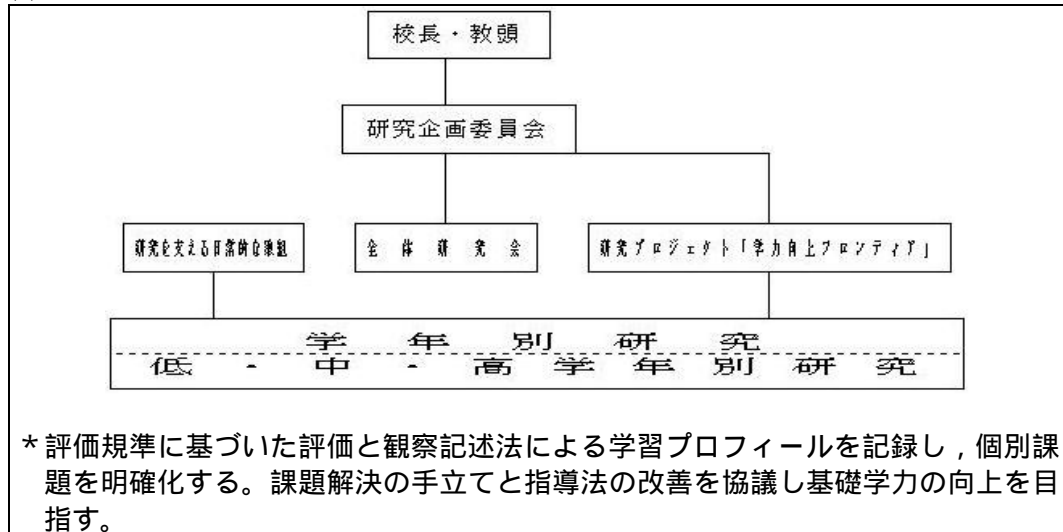 校長・教頭
研究企画委員会
研究を支える日常的な取組
全体研究会
研究プロジェクト「学力向上フロンティア」
学年別研究
低・中・高学年別研究
*評価規準に基づいた評価と観察記述法による学習プロフィールを記録し,個別課
題を明確化する。課題解決の手立てと指導法の改善を協議し基礎学力の向上を目
指す。